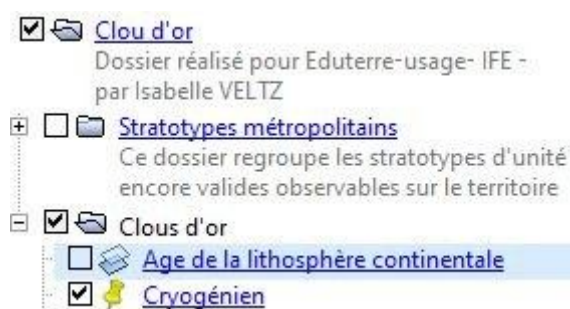 Clou d'or
Dossier réalisé pour Eduterre-usage- IFE -
par Isabelle VELTZ
Stratotypes métropolitains
Ce dossier regroupe les stratotypes d'unité
encore valides observables sur le territoire
Clous d'or
Age de la lithosphère continentale
Cryogénien